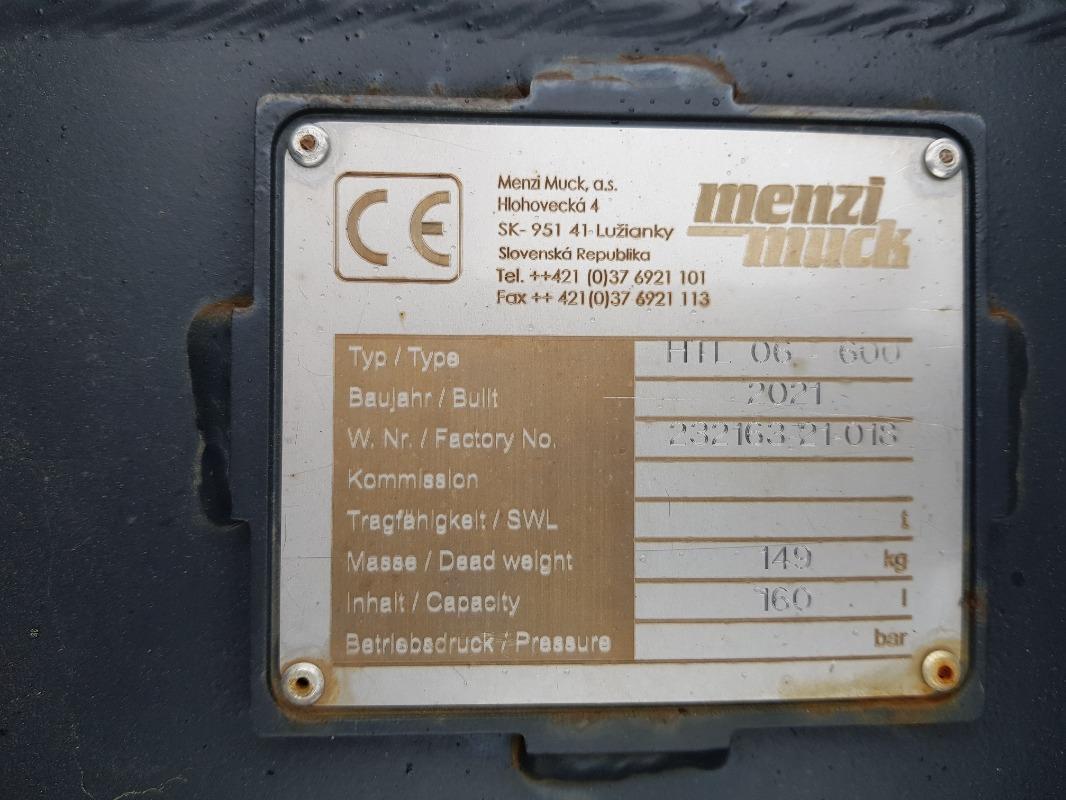 CE
Menzi Muck, a.s.
Hlohovecká 4
SK- 951 41 Lužianky
Slovenská Republika
Tel. ++421 (0)37 6921 101
Fax ++ 421(0)37 6921 113
menzi
muck
Typ / Type 06 - 600
Baujahr / Built 2021
W. Nr. / Factory No. 232163-21-018
Kommission
Tragfähigkeit / SWL t
Masse / Dead weight 149 kg
Inhalt / Capacity 160 l
Betriebsdruck / Pressure bar